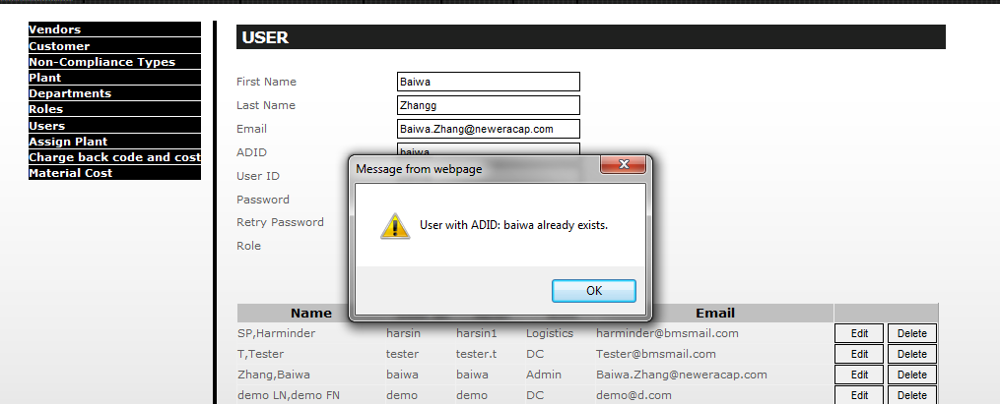 Vendors
Customer
Non-Compliance Types
Plant
Departments
Roles
Users
Assign Plant
Charge back code and cost
Material Cost
USER
First Name Baiwa
Last Name Zhangg
Email Baiwa.Zhang@neweracap.com
ADID baiwa
User ID
Password
Retry Password
Role
Message from webpage
User with ADID: baiwa already exists.
OK
Name Email
SP,Harminder harsin harsin1 Logistics harminder@bmsmail.com Edit Delete
T,Tester tester tester.t DC Tester@bmsmail.com Edit Delete
Zhang,Baiwa baiwa baiwa Admin Baiwa.Zhang@neweracap.com Edit Delete
demo LN,demo FN demo demo DC demo@d.com Edit Delete